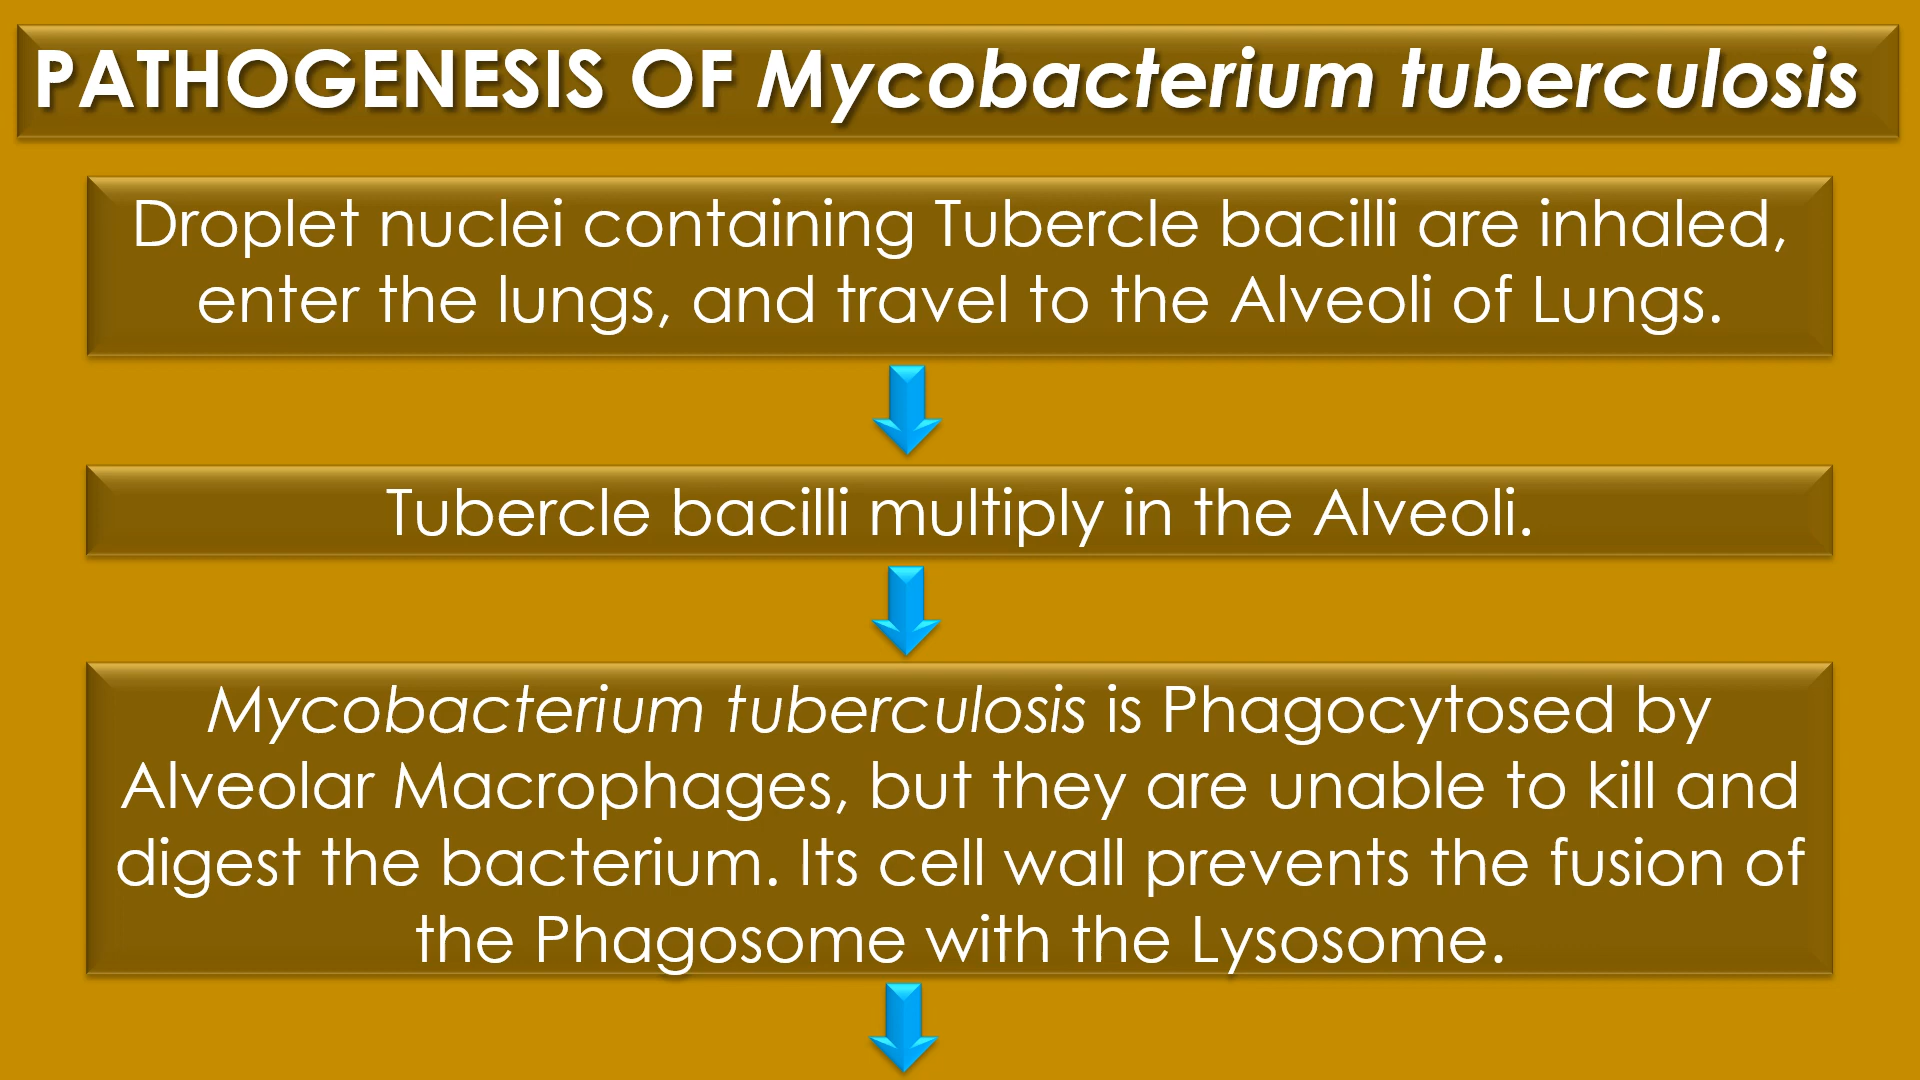 PATHOGENESIS OF Mycobacterium tuberculosis
Droplet nuclei containing Tubercle bacilli are inhaled,
enter the lungs, and travel to the Alveoli of Lungs.
Tubercle bacilli multiply in the Alveoli.
Mycobacterium tuberculosis is Phagocytosed by
Alveolar Macrophages, but they are unable to kill and
digest the bacterium. Its cell wall prevents the fusion of
the Phagosome with the Lysosome.